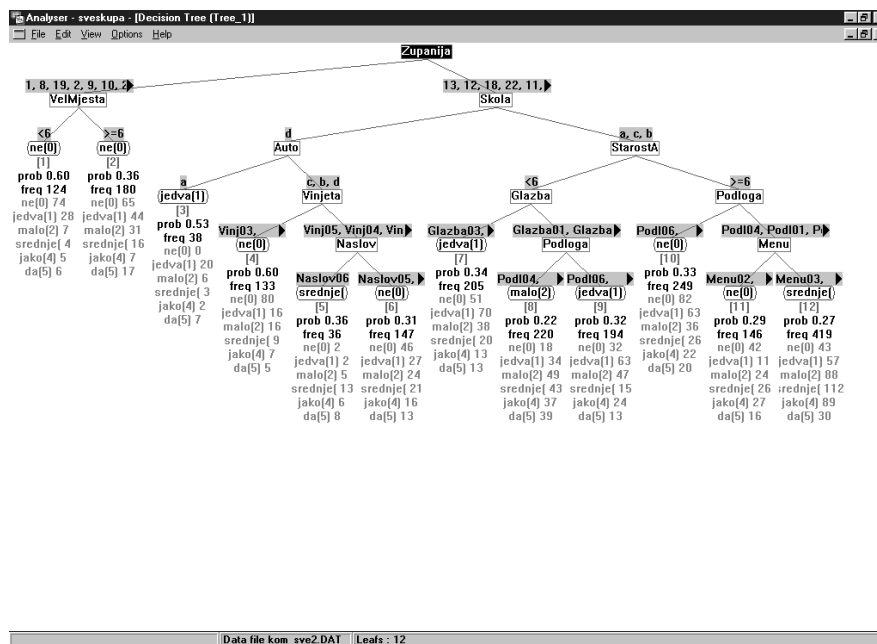 Analyser - sveskupa - [Decision Tree (Tree_1)]
File Edit View Options Help
Zupanija
1, 8, 19, 2, 9, 10, 2
VelMjesta
13, 12, 18, 22, 11,
Skola
<6
ne(0)
[1]
prob 0.60
freq 124
ne(0) 74
jedva(1) 28
malo(2) 7
srednje( 4
jako(4) 5
da(5) 6
>=6
ne(0)
[2]
prob 0.36
freq 180
ne(0) 65
jedva(1) 44
malo(2) 31
srednje( 16
jako(4) 7
da(5) 17
d
Auto
a, c, b
StarostA
a
jedva(1)
[3]
prob 0.53
freq 38
ne(0) 0
jedva(1) 20
malo(2) 6
srednje( 3
jako(4) 2
da(5) 7
c, b, d
Vinjeta
<6
Glazba
>=6
Podloga
Vinj03,
ne(0)
[4]
prob 0.60
freq 133
ne(0) 80
jedva(1) 16
malo(2) 16
srednje( 9
jako(4) 7
da(5) 5
Vinj05, Vinj04, Vin
Naslov
Naslov06
srednje(
[5]
prob 0.36
freq 36
ne(0) 2
jedva(1) 2
malo(2) 5
srednje( 13
jako(4) 6
da(5) 8
Naslov05,
ne(0)
[6]
prob 0.31
freq 147
ne(0) 46
jedva(1) 27
malo(2) 24
srednje( 21
jako(4) 16
da(5) 13
Glazba03,
jedva(1)
[7]
prob 0.34
freq 205
ne(0) 51
jedva(1) 70
malo(2) 38
srednje( 20
jako(4) 13
da(5) 13
Glazba01, Glazba
Podloga
Podl04,
malo(2)
[8]
prob 0.22
freq 220
ne(0) 18
jedva(1) 34
malo(2) 49
srednje( 43
jako(4) 37
da(5) 39
Podl06,
jedva(1)
[9]
prob 0.32
freq 194
ne(0) 32
jedva(1) 63
malo(2) 47
srednje( 15
jako(4) 24
da(5) 13
Podl06,
ne(0)
[10]
prob 0.33
freq 249
ne(0) 82
jedva(1) 63
malo(2) 36
srednje( 26
jako(4) 22
da(5) 20
Podl04, Podl01, P
Menu
Menu02,
ne(0)
[11]
prob 0.29
freq 146
ne(0) 42
jedva(1) 11
malo(2) 24
srednje( 26
jako(4) 27
da(5) 16
Menu03,
srednje(
[12]
prob 0.27
freq 419
ne(0) 43
jedva(1) 57
malo(2) 88
srednje( 112
jako(4) 89
da(5) 30
Data file kom_sve2.DAT Leafs : 12